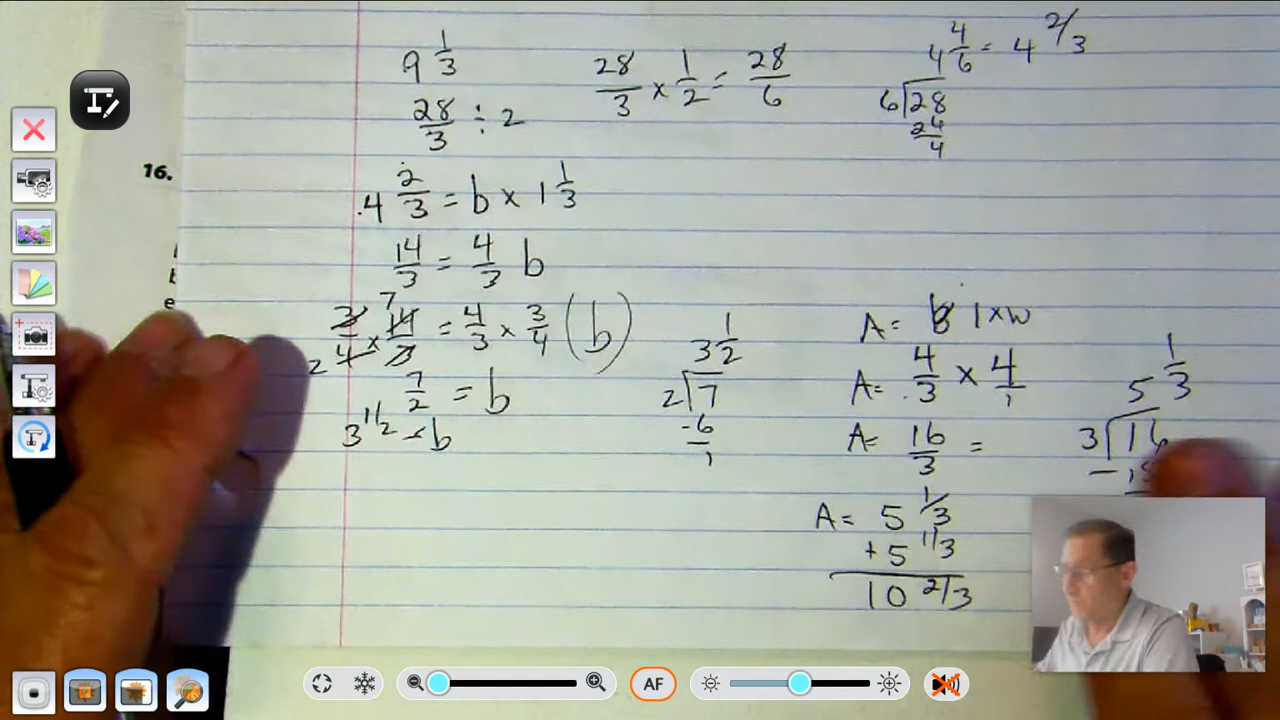 9 1/3
28/3 ÷ 2
28/3 × 1/2 = 28/6
4 4/6 = 4 2/3
6)28
24
4
16.
.4 2/3 = b × 1 1/3
14/3 = 4/3 b
3/4 × 14/3 = 4/3 × 3/4 (b)
7
2
7/2 = b
3 1/2 = b
3 1/2
2)7
-6
1
A = l×w
A = 4/3 × 4/1
A = 16/3 =
5 1/3
3)16
A = 5 1/3
+ 5 1/3
10 2/3
AF